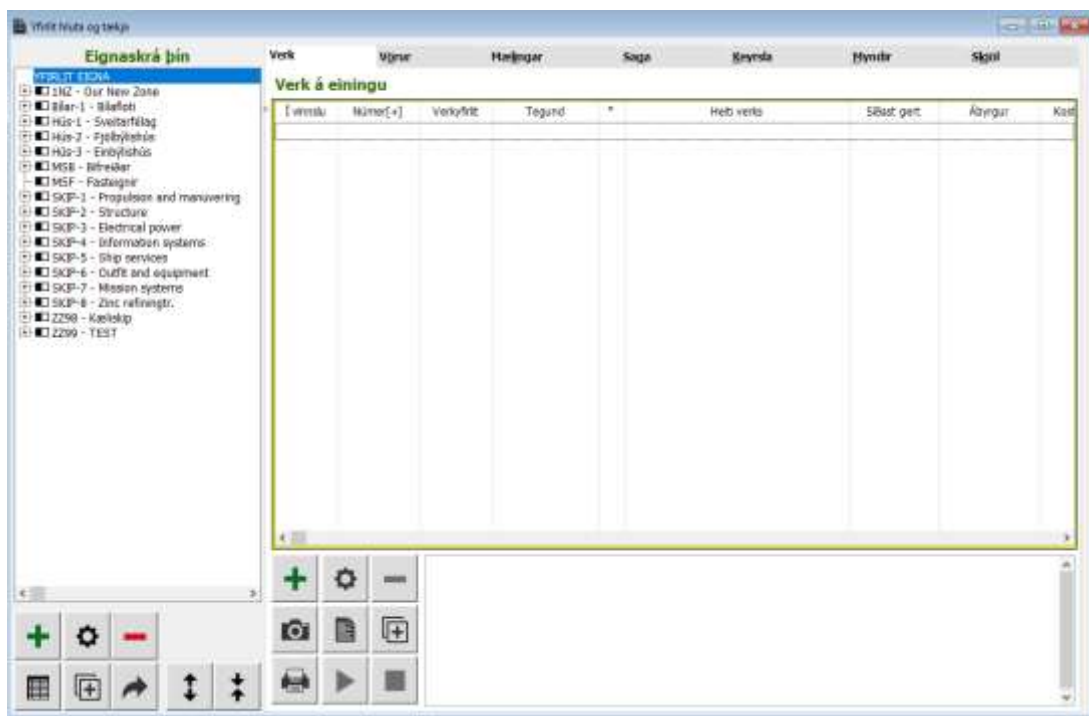 Yfirlit hluta og tækja
Eignaskrá þín
YFIRLIT EIGNA
1NZ - Our New Zone
Bílar-1 - Bílafloti
Hús-1 - Sveitarfélag
Hús-2 - Fjölbýlishús
Hús-3 - Einbýlishús
MSB - Bifreiðar
MSF - Fasteignir
SKIP-1 - Propulsion and manuvering
SKIP-2 - Structure
SKIP-3 - Electrical power
SKIP-4 - Information systems
SKIP-5 - Ship services
SKIP-6 - Outfit and equipment
SKIP-7 - Mission systems
SKIP-8 - Zinc refiningtr.
ZZ98 - Kæliskip
ZZ99 - TEST
Verk Vörur Mælingar Saga Keyrsla Myndir Skjöl
Verk á einingu
Í vinnslu Númer[+] Verkyfirlit Tegund * Heiti verks Síðast gert Ábyrgur Kost